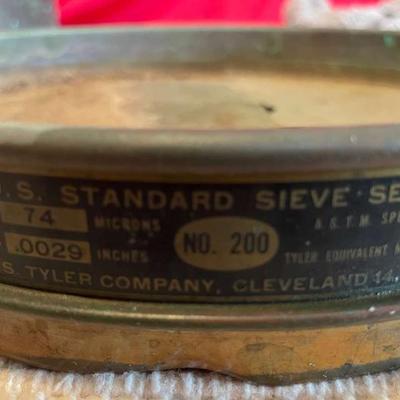 U.S. STANDARD SIEVE SE
74 MICRONS NO. 200 A.S.T.M. SP
.0029 INCHES TYLER EQUIVALENT
S. TYLER COMPANY, CLEVELAND 14,